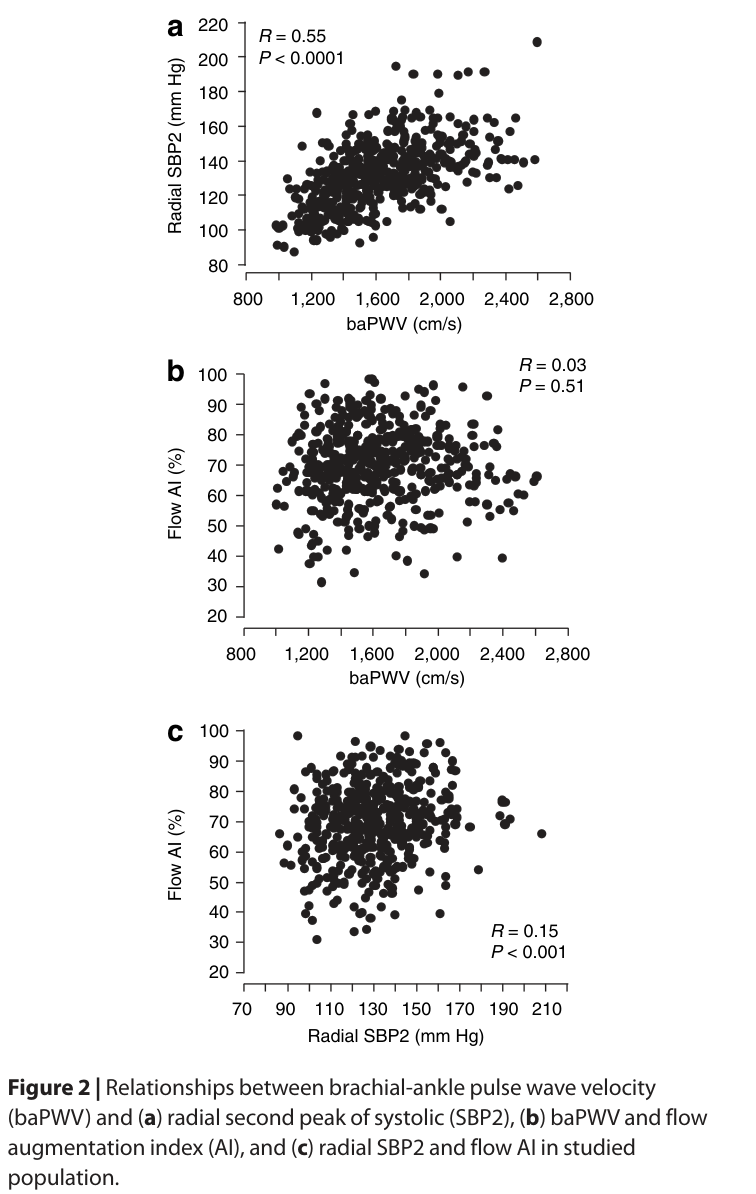 a
R = 0.55
P < 0.0001
Radial SBP2 (mm Hg)
220
200
180
160
140
120
100
80
800 1,200 1,600 2,000 2,400 2,800
baPWV (cm/s)
b
R = 0.03
P = 0.51
Flow AI (%)
100
90
80
70
60
50
40
30
20
800 1,200 1,600 2,000 2,400 2,800
baPWV (cm/s)
c
Flow AI (%)
100
90
80
70
60
50
40
30
20
R = 0.15
P < 0.001
70 90 110 130 150 170 190 210
Radial SBP2 (mm Hg)
Figure 2 | Relationships between brachial-ankle pulse wave velocity
(baPWV) and (a) radial second peak of systolic (SBP2), (b) baPWV and flow
augmentation index (AI), and (c) radial SBP2 and flow AI in studied
population.